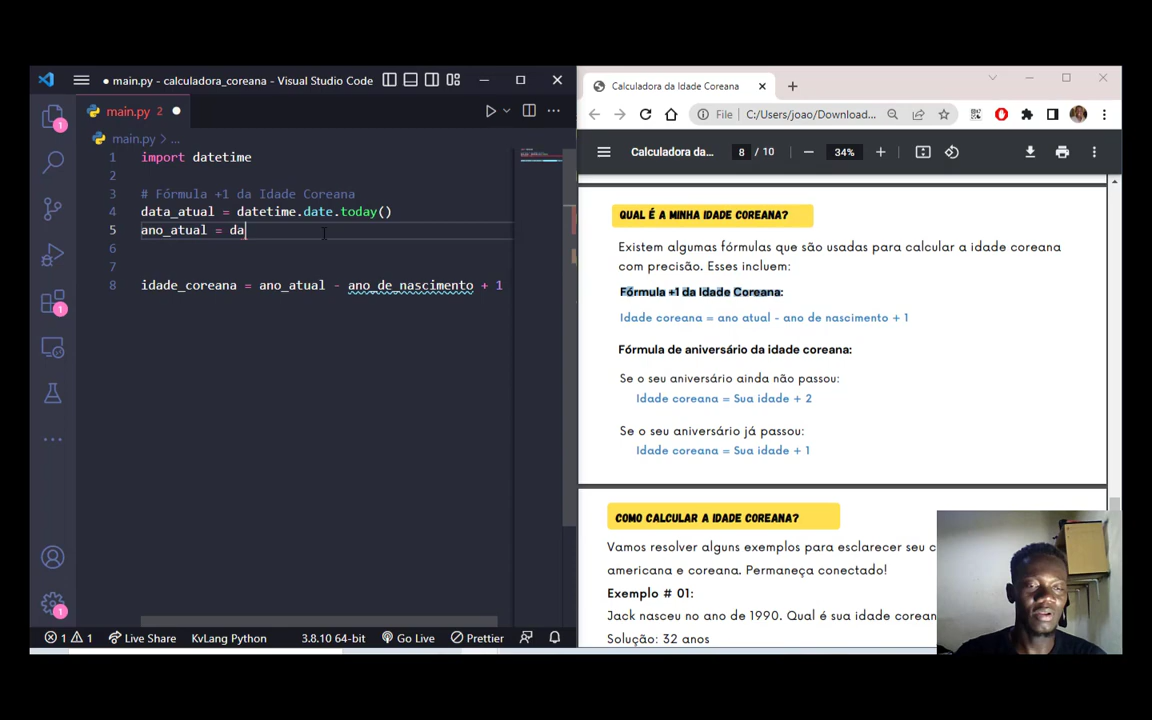 main.py - calculadora_coreana - Visual Studio Code
main.py 2
main.py > ...
1 import datetime
2
3 # Fórmula +1 da Idade Coreana
4 data_atual = datetime.date.today()
5 ano_atual = da
6
7
8 idade_coreana = ano_atual - ano_de_nascimento + 1
1
1
1
1 1 Live Share KvLang Python 3.8.10 64-bit Go Live Prettier
Calculadora da Idade Coreana
File C:/Users/joao/Download...
Calculadora da... 8 / 10 34%
QUAL É A MINHA IDADE COREANA?
Existem algumas fórmulas que são usadas para calcular a idade coreana
com precisão. Esses incluem:
Fórmula +1 da Idade Coreana:
Idade coreana = ano atual - ano de nascimento + 1
Fórmula de aniversário da idade coreana:
Se o seu aniversário ainda não passou:
Idade coreana = Sua idade + 2
Se o seu aniversário já passou:
Idade coreana = Sua idade + 1
COMO CALCULAR A IDADE COREANA?
Vamos resolver alguns exemplos para esclarecer seu c
americana e coreana. Permaneça conectado!
Exemplo # 01:
Jack nasceu no ano de 1990. Qual é sua idade corean
Solução: 32 anos